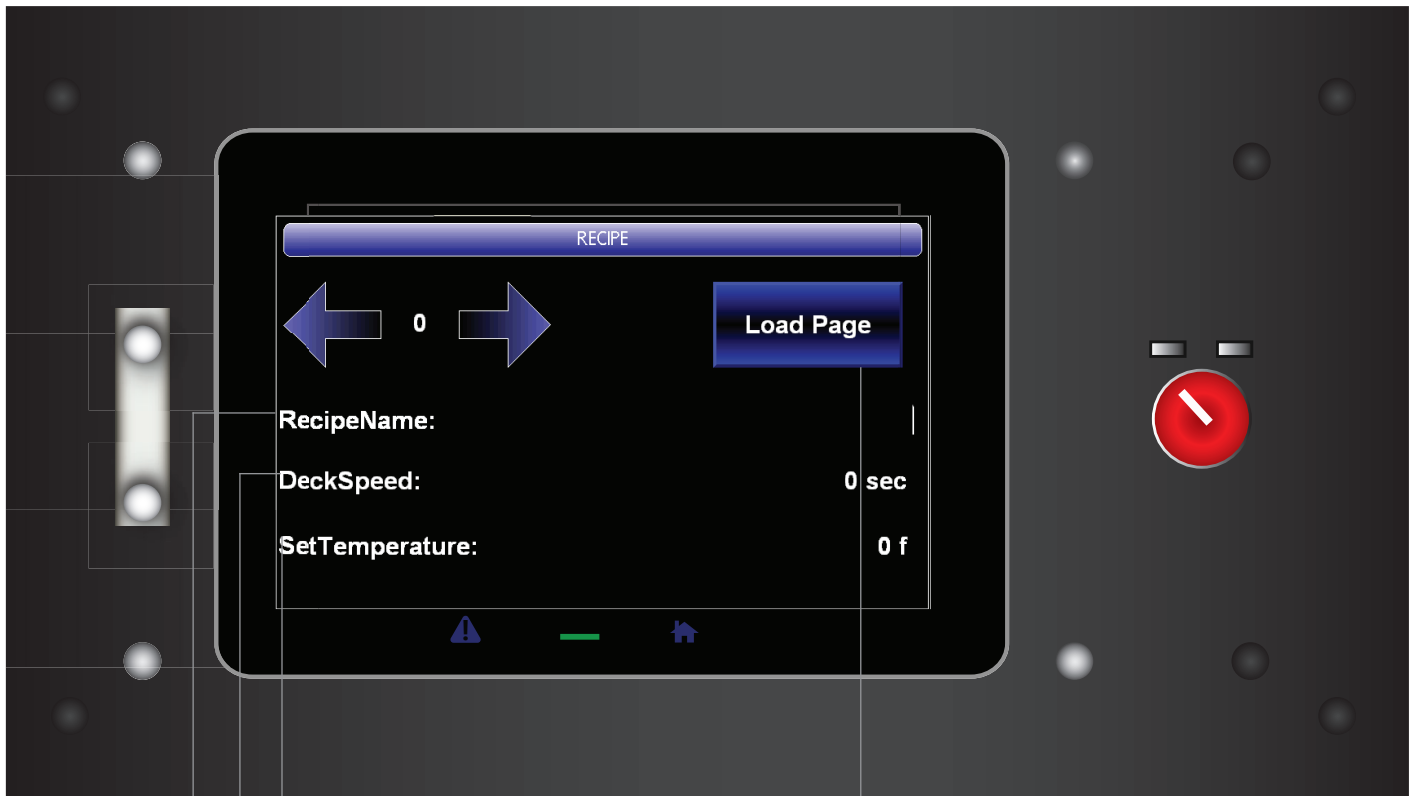 RECIPE
0
Load Page
RecipeName:
DeckSpeed: 0 sec
SetTemperature: 0 f